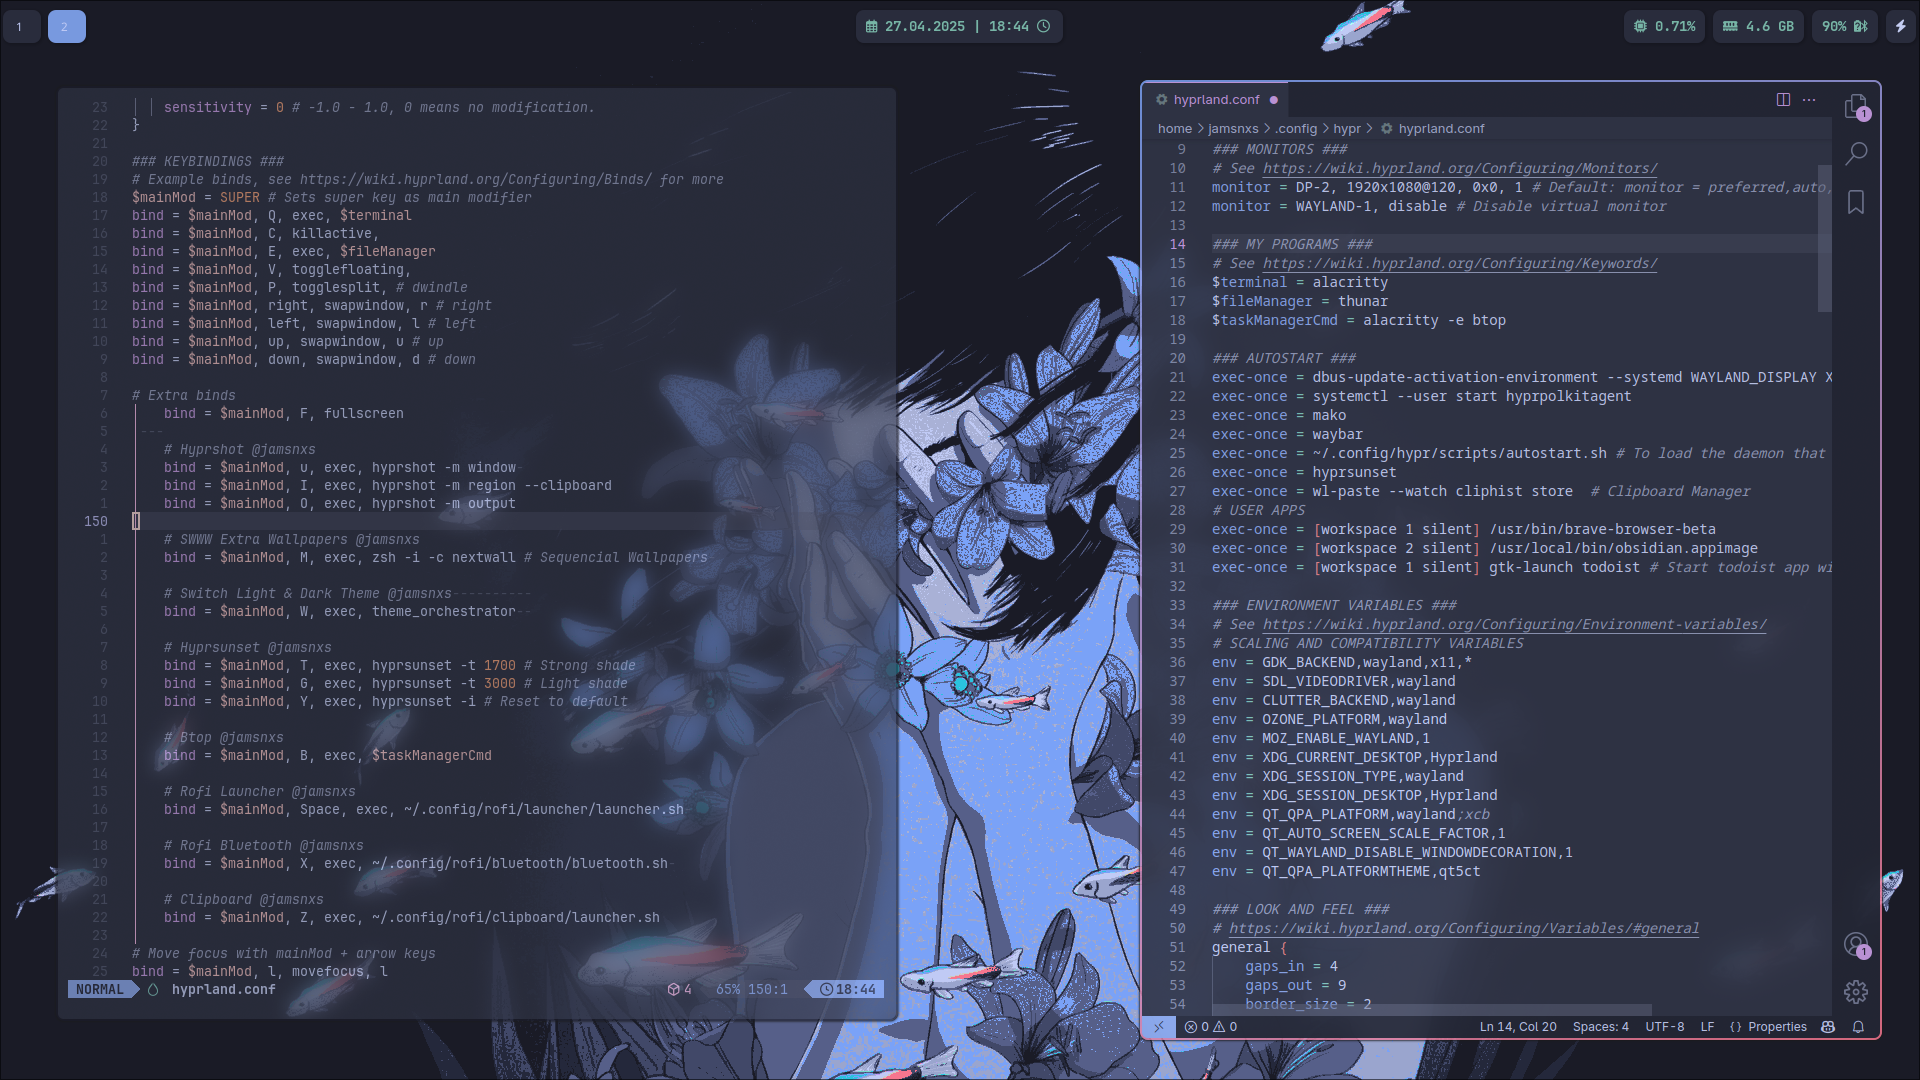 1
2
27.04.2025 | 18:44
0.71%
4.6 GB
90%
23 sensitivity = 0 # -1.0 - 1.0, 0 means no modification.
22 }
21
20 ### KEYBINDINGS ###
19 # Example binds, see https://wiki.hyprland.org/Configuring/Binds/ for more
18 $mainMod = SUPER # Sets super key as main modifier
17 bind = $mainMod, Q, exec, $terminal
16 bind = $mainMod, C, killactive,
15 bind = $mainMod, E, exec, $fileManager
14 bind = $mainMod, V, togglefloating,
13 bind = $mainMod, P, togglesplit, # dwindle
12 bind = $mainMod, right, swapwindow, r # right
11 bind = $mainMod, left, swapwindow, l # left
10 bind = $mainMod, up, swapwindow, u # up
9 bind = $mainMod, down, swapwindow, d # down
8
7 # Extra binds
6 bind = $mainMod, F, fullscreen
5 ---
4 # Hyprshot @jamsnxs
3 bind = $mainMod, u, exec, hyprshot -m window-
2 bind = $mainMod, I, exec, hyprshot -m region --clipboard
1 bind = $mainMod, O, exec, hyprshot -m output
150
1 # SWWW Extra Wallpapers @jamsnxs
2 bind = $mainMod, M, exec, zsh -i -c nextwall # Sequencial Wallpapers
3
4 # Switch Light & Dark Theme @jamsnxs----------
5 bind = $mainMod, W, exec, theme_orchestrator--
6
7 # Hyprsunset @jamsnxs
8 bind = $mainMod, T, exec, hyprsunset -t 1700 # Strong shade
9 bind = $mainMod, G, exec, hyprsunset -t 3000 # Light shade
10 bind = $mainMod, Y, exec, hyprsunset -i # Reset to default
11
12 # Btop @jamsnxs
13 bind = $mainMod, B, exec, $taskManagerCmd
14
15 # Rofi Launcher @jamsnxs
16 bind = $mainMod, Space, exec, ~/.config/rofi/launcher/launcher.sh-
17
18 # Rofi Bluetooth @jamsnxs
19 bind = $mainMod, X, exec, ~/.config/rofi/bluetooth/bluetooth.sh-
20
21 # Clipboard @jamsnxs
22 bind = $mainMod, Z, exec, ~/.config/rofi/clipboard/launcher.sh
23
24 # Move focus with mainMod + arrow keys
25 bind = $mainMod, l, movefocus, l
NORMAL hyprland.conf 4 65% 150:1 18:44
hyprland.conf
home > jamsnxs > .config > hypr > hyprland.conf
1
9 ### MONITORS ###
10 # See https://wiki.hyprland.org/Configuring/Monitors/
11 monitor = DP-2, 1920x1080@120, 0x0, 1 # Default: monitor = preferred,auto,
12 monitor = WAYLAND-1, disable # Disable virtual monitor
13
14 ### MY PROGRAMS ###
15 # See https://wiki.hyprland.org/Configuring/Keywords/
16 $terminal = alacritty
17 $fileManager = thunar
18 $taskManagerCmd = alacritty -e btop
19
20 ### AUTOSTART ###
21 exec-once = dbus-update-activation-environment --systemd WAYLAND_DISPLAY X
22 exec-once = systemctl --user start hyprpolkitagent
23 exec-once = mako
24 exec-once = waybar
25 exec-once = ~/.config/hypr/scripts/autostart.sh # To load the daemon that
26 exec-once = hyprsunset
27 exec-once = wl-paste --watch cliphist store # Clipboard Manager
28 # USER APPS
29 exec-once = [workspace 1 silent] /usr/bin/brave-browser-beta
30 exec-once = [workspace 2 silent] /usr/local/bin/obsidian.appimage
31 exec-once = [workspace 1 silent] gtk-launch todoist # Start todoist app wi
32
33 ### ENVIRONMENT VARIABLES ###
34 # See https://wiki.hyprland.org/Configuring/Environment-variables/
35 # SCALING AND COMPATIBILITY VARIABLES
36 env = GDK_BACKEND,wayland,x11,*
37 env = SDL_VIDEODRIVER,wayland
38 env = CLUTTER_BACKEND,wayland
39 env = OZONE_PLATFORM,wayland
40 env = MOZ_ENABLE_WAYLAND,1
41 env = XDG_CURRENT_DESKTOP,Hyprland
42 env = XDG_SESSION_TYPE,wayland
43 env = XDG_SESSION_DESKTOP,Hyprland
44 env = QT_QPA_PLATFORM,wayland;xcb
45 env = QT_AUTO_SCREEN_SCALE_FACTOR,1
46 env = QT_WAYLAND_DISABLE_WINDOWDECORATION,1
47 env = QT_QPA_PLATFORMTHEME,qt5ct
48
49 ### LOOK AND FEEL ###
50 # https://wiki.hyprland.org/Configuring/Variables/#general
51 general {
52 gaps_in = 4
53 gaps_out = 9
54 border_size = 2
1
0 0 Ln 14, Col 20 Spaces: 4 UTF-8 LF {} Properties